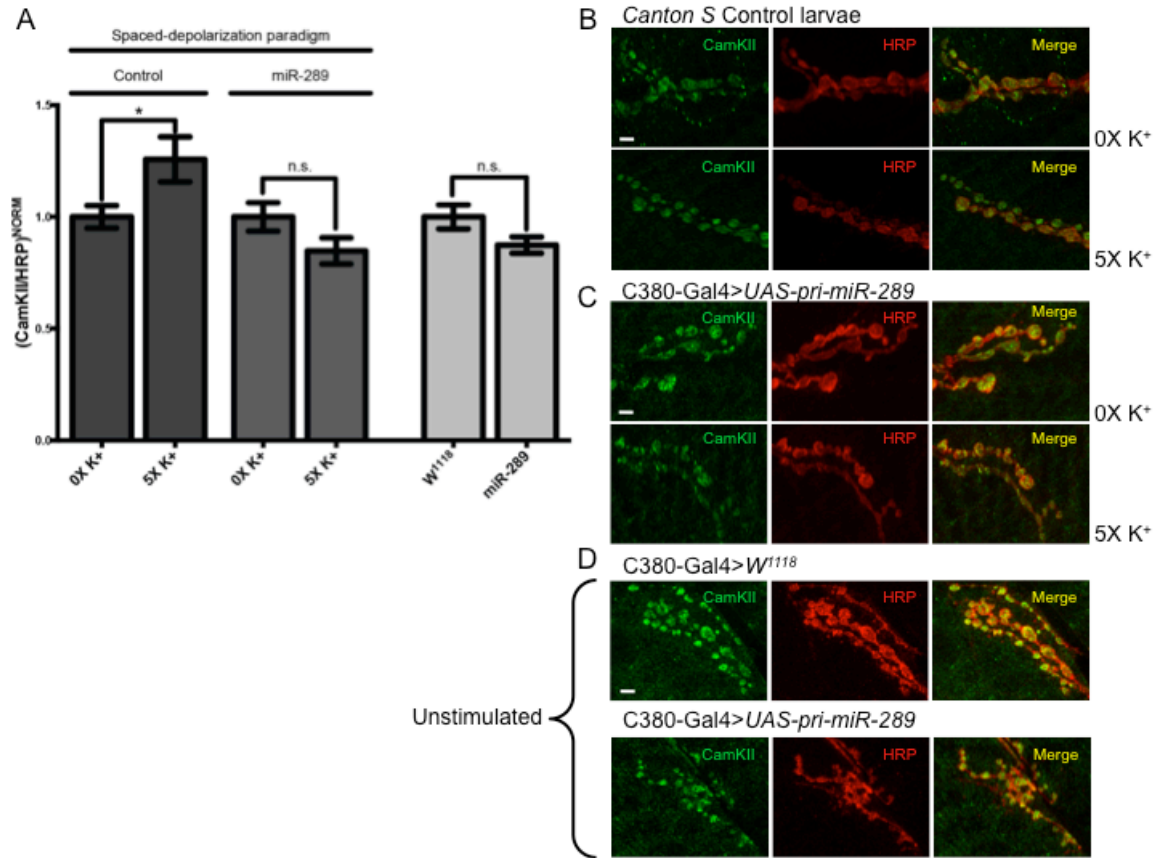 A
Spaced-depolarization paradigm
Control
miR-289
1.5
1.0
0.5
0.0
(CamKII/HRP)ᴺᴼᴿᴹ
*
n.s.
n.s.
0X K+
5X K+
0X K+
5X K+
W¹¹¹⁸
miR-289
B
Canton S Control larvae
CamKII
HRP
Merge
0X K⁺
CamKII
HRP
Merge
5X K⁺
C
C380-Gal4>UAS-pri-miR-289
CamKII
HRP
Merge
0X K⁺
CamKII
HRP
Merge
5X K⁺
D
C380-Gal4>W¹¹¹⁸
CamKII
HRP
Merge
Unstimulated
C380-Gal4>UAS-pri-miR-289
CamKII
HRP
Merge